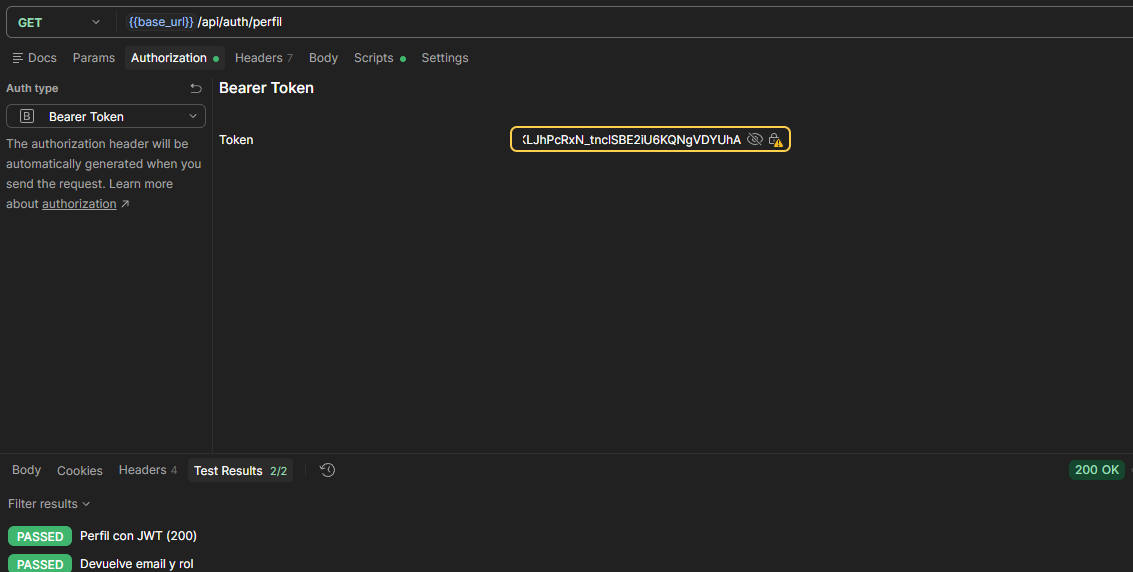 GET {{base_url}} /api/auth/perfil
Docs Params Authorization Headers 7 Body Scripts Settings
Auth type
B Bearer Token
The authorization header will be
automatically generated when you
send the request. Learn more
about authorization ↗
Bearer Token
Token
LJhPcRxN_tnclSBE2iU6KQNgVDYUhA
Body Cookies Headers 4 Test Results 2/2
200 OK
Filter results
PASSED Perfil con JWT (200)
PASSED Devuelve email y rol